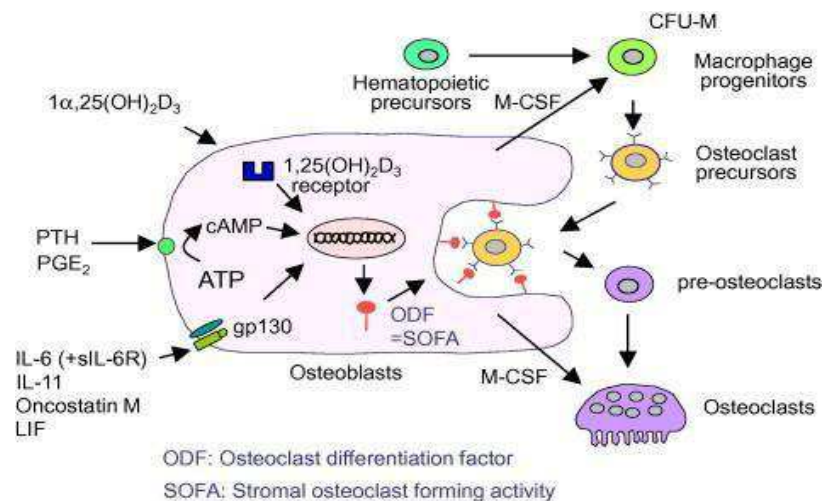 CFU-M
Hematopoietic
precursors
M-CSF
Macrophage
progenitors
1α,25(OH)₂D₃
1,25(OH)₂D₃
receptor
Osteoclast
precursors
cAMP
PTH
PGE₂
ATP
pre-osteoclasts
gp130
ODF
=SOFA
IL-6 (+sIL-6R)
IL-11
Oncostatin M
LIF
Osteoblasts
M-CSF
Osteoclasts
ODF: Osteoclast differentiation factor
SOFA: Stromal osteoclast forming activity